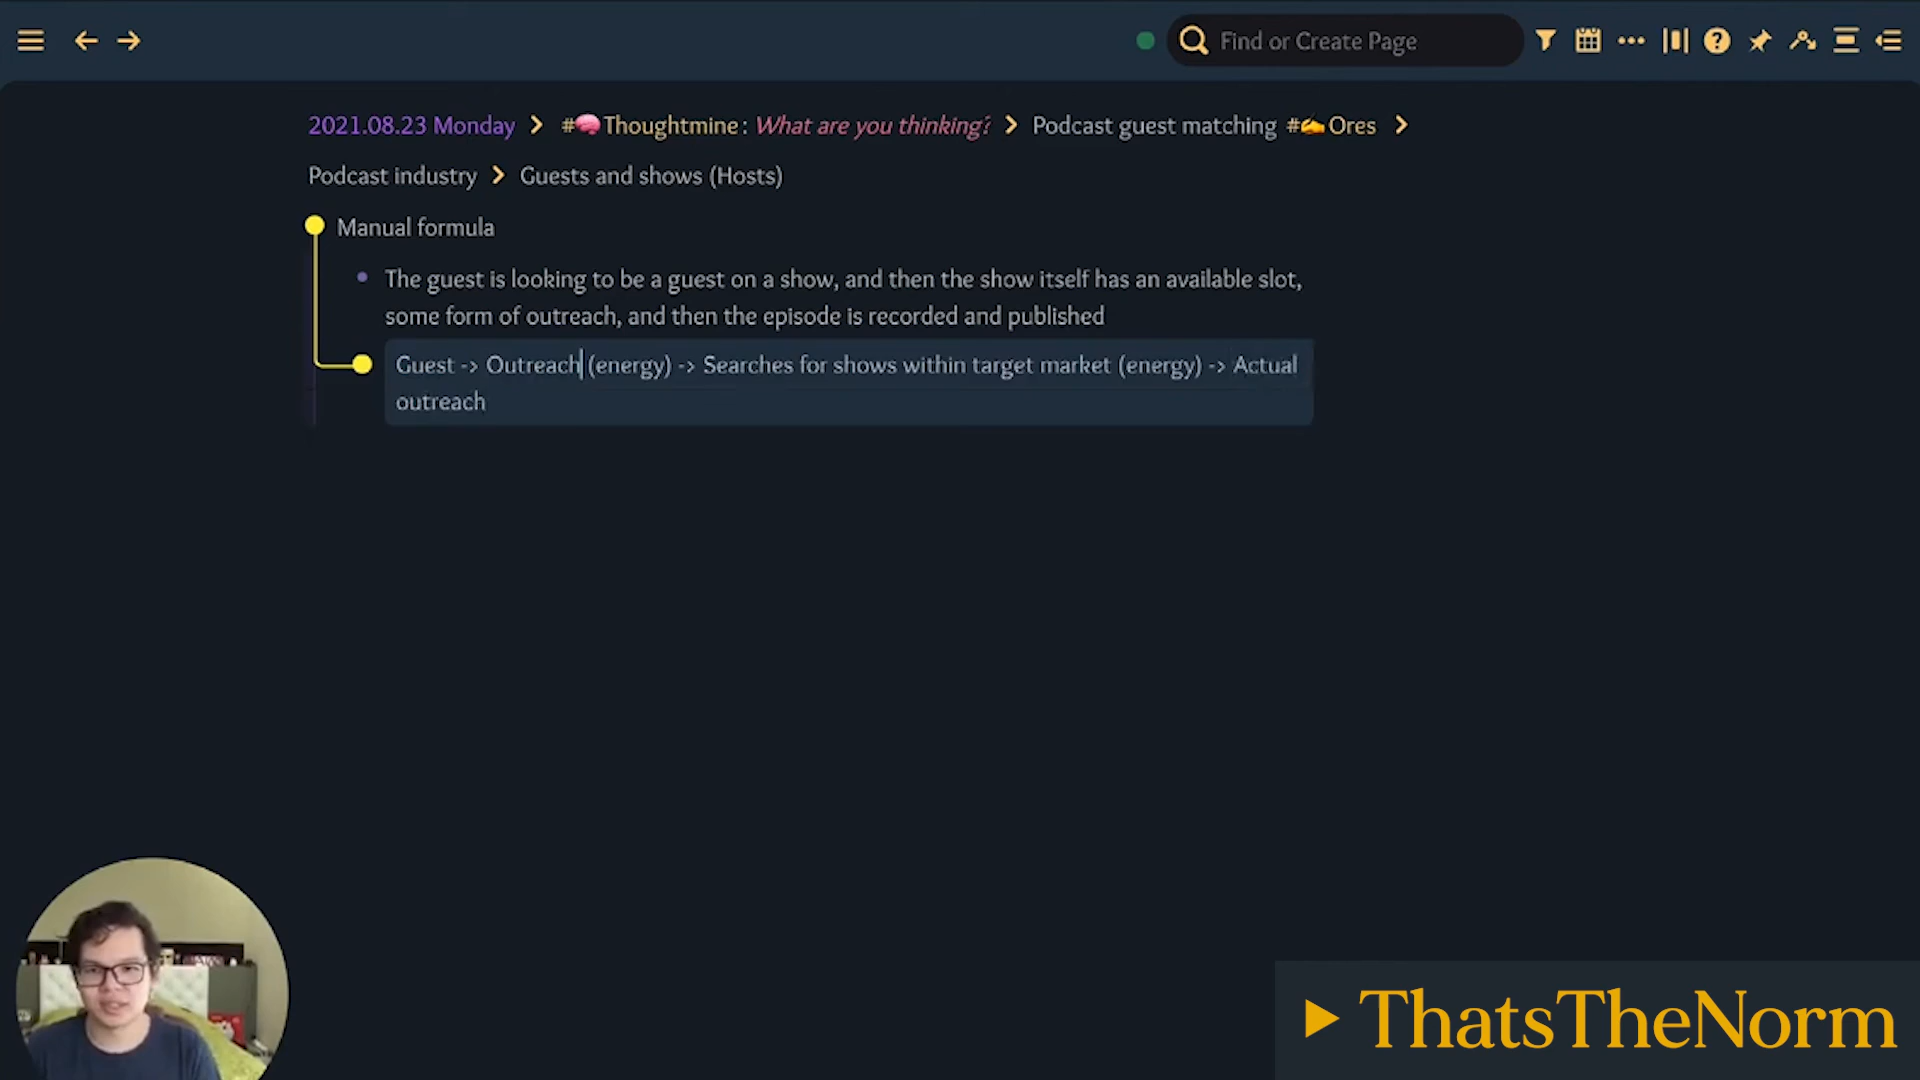 Find or Create Page
2021.08.23 Monday > #🧠Thoughtmine: What are you thinking? > Podcast guest matching #✍️Ores >
Podcast industry > Guests and shows (Hosts)
Manual formula
The guest is looking to be a guest on a show, and then the show itself has an available slot,
some form of outreach, and then the episode is recorded and published
Guest -> Outreach (energy) -> Searches for shows within target market (energy) -> Actual
outreach
ThatsTheNorm